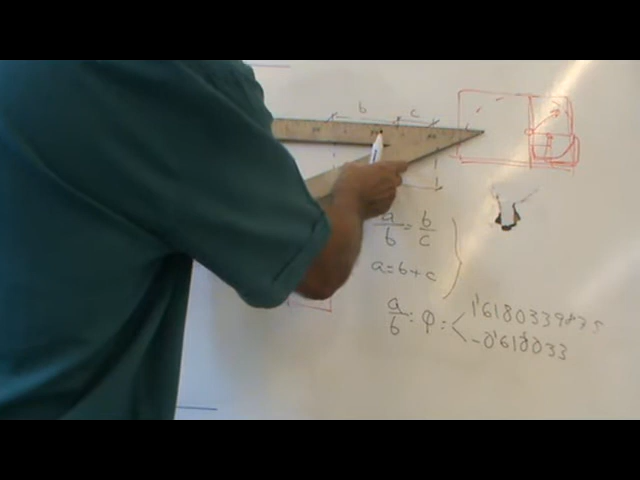 b c
a/b = b/c
a = b + c
a/b = φ = < 1'6180339875
-0'618033